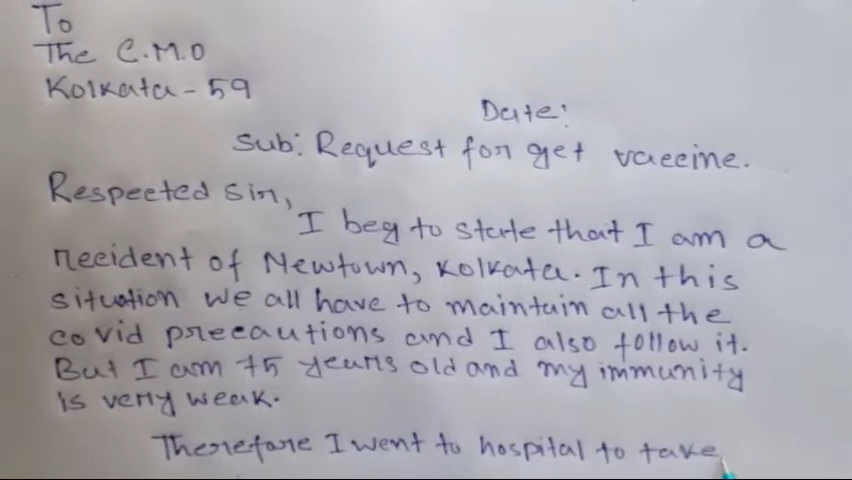 To
The C.M.O
Kolkata - 59
Date:
Sub: Request for get vaccine.
Respected Sir,
I beg to state that I am a
recident of Newtown, Kolkata. In this
situation we all have to maintain all the
covid precautions and I also follow it.
But I am 75 years old and my immunity
is very weak.
Therefore I went to hospital to take